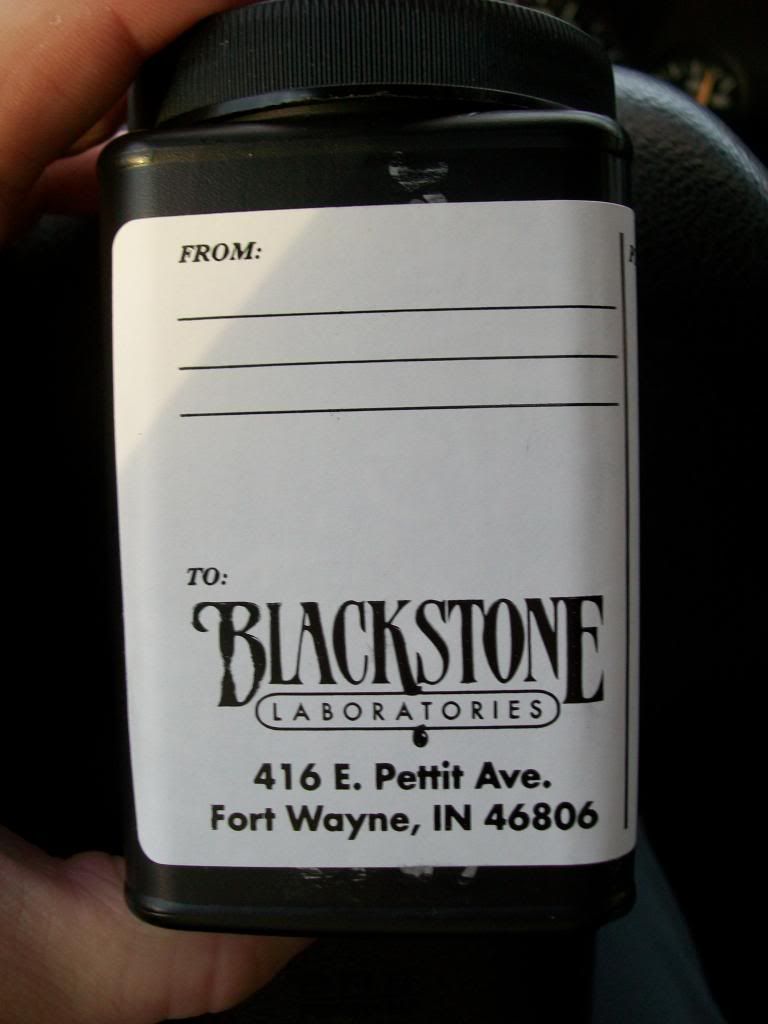 FROM:
TO:
BLACKSTONE
LABORATORIES
416 E. Pettit Ave.
Fort Wayne, IN 46806